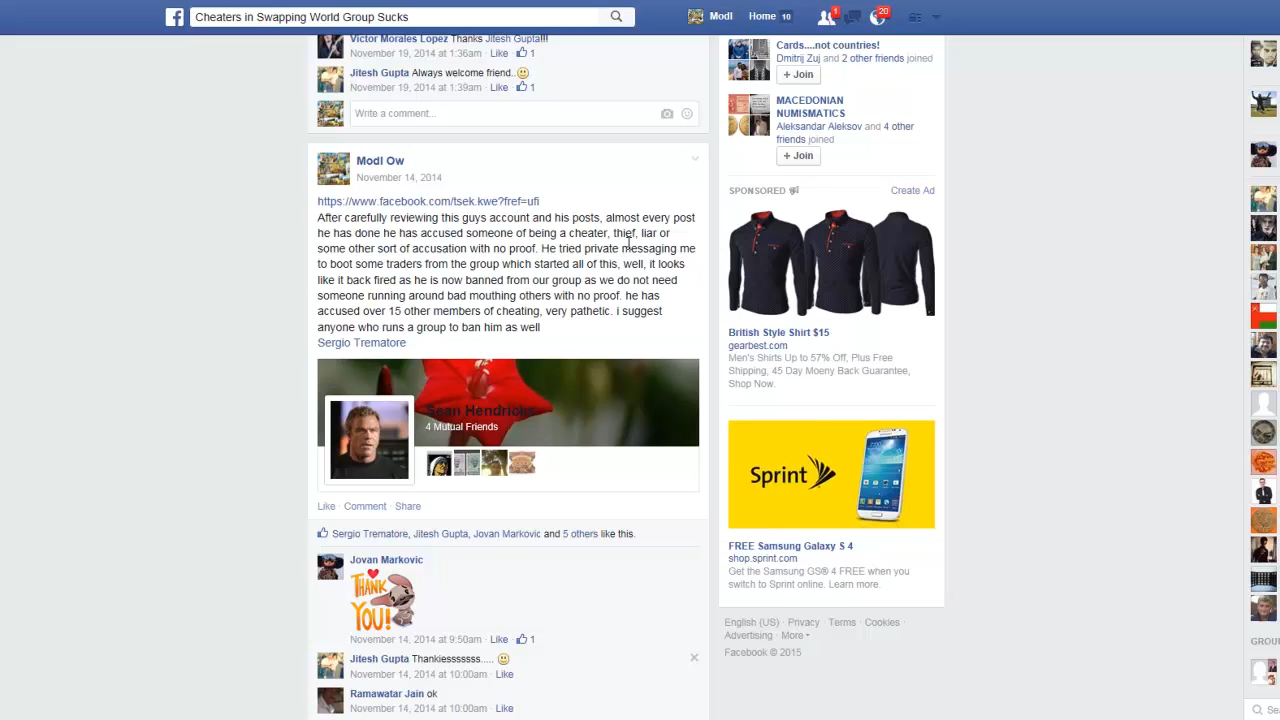 Cheaters in Swapping World Group Sucks
Modl
Home 10
1
20
Victor Morales Lopez Thanks Jitesh Gupta!!!
November 19, 2014 at 1:36am · Like · 1
Jitesh Gupta Always welcome friend..
November 19, 2014 at 1:39am · Like · 1
Write a comment...
Modl Ow
November 14, 2014
https://www.facebook.com/tsek.kwe?fref=ufi
After carefully reviewing this guys account and his posts, almost every post
he has done he has accused someone of being a cheater, thief, liar or
some other sort of accusation with no proof. He tried private messaging me
to boot some traders from the group which started all of this, well, it looks
like it back fired as he is now banned from our group as we do not need
someone running around bad mouthing others with no proof. he has
accused over 15 other members of cheating, very pathetic. i suggest
anyone who runs a group to ban him as well
Sergio Trematore
Sean Hendricks
4 Mutual Friends
Like · Comment · Share
Sergio Trematore, Jitesh Gupta, Jovan Markovic and 5 others like this.
Jovan Markovic
THANK
YOU!
November 14, 2014 at 9:50am · Like · 1
Jitesh Gupta Thankiesssssss.....
November 14, 2014 at 10:00am · Like
Ramawatar Jain ok
November 14, 2014 at 10:00am · Like
Cards....not countries!
Dmitrij Zuj and 2 other friends joined
+ Join
MACEDONIAN
NUMISMATICS
Aleksandar Aleksov and 4 other
friends joined
+ Join
SPONSORED
Create Ad
British Style Shirt $15
gearbest.com
Men's Shirts Up to 57% Off, Plus Free
Shipping, 45 Day Moeny Back Guarantee,
Shop Now.
Sprint
FREE Samsung Galaxy S 4
shop.sprint.com
Get the Samsung GS® 4 FREE when you
switch to Sprint online. Learn more.
English (US) · Privacy · Terms · Cookies ·
Advertising · More
Facebook © 2015
GROU
Se